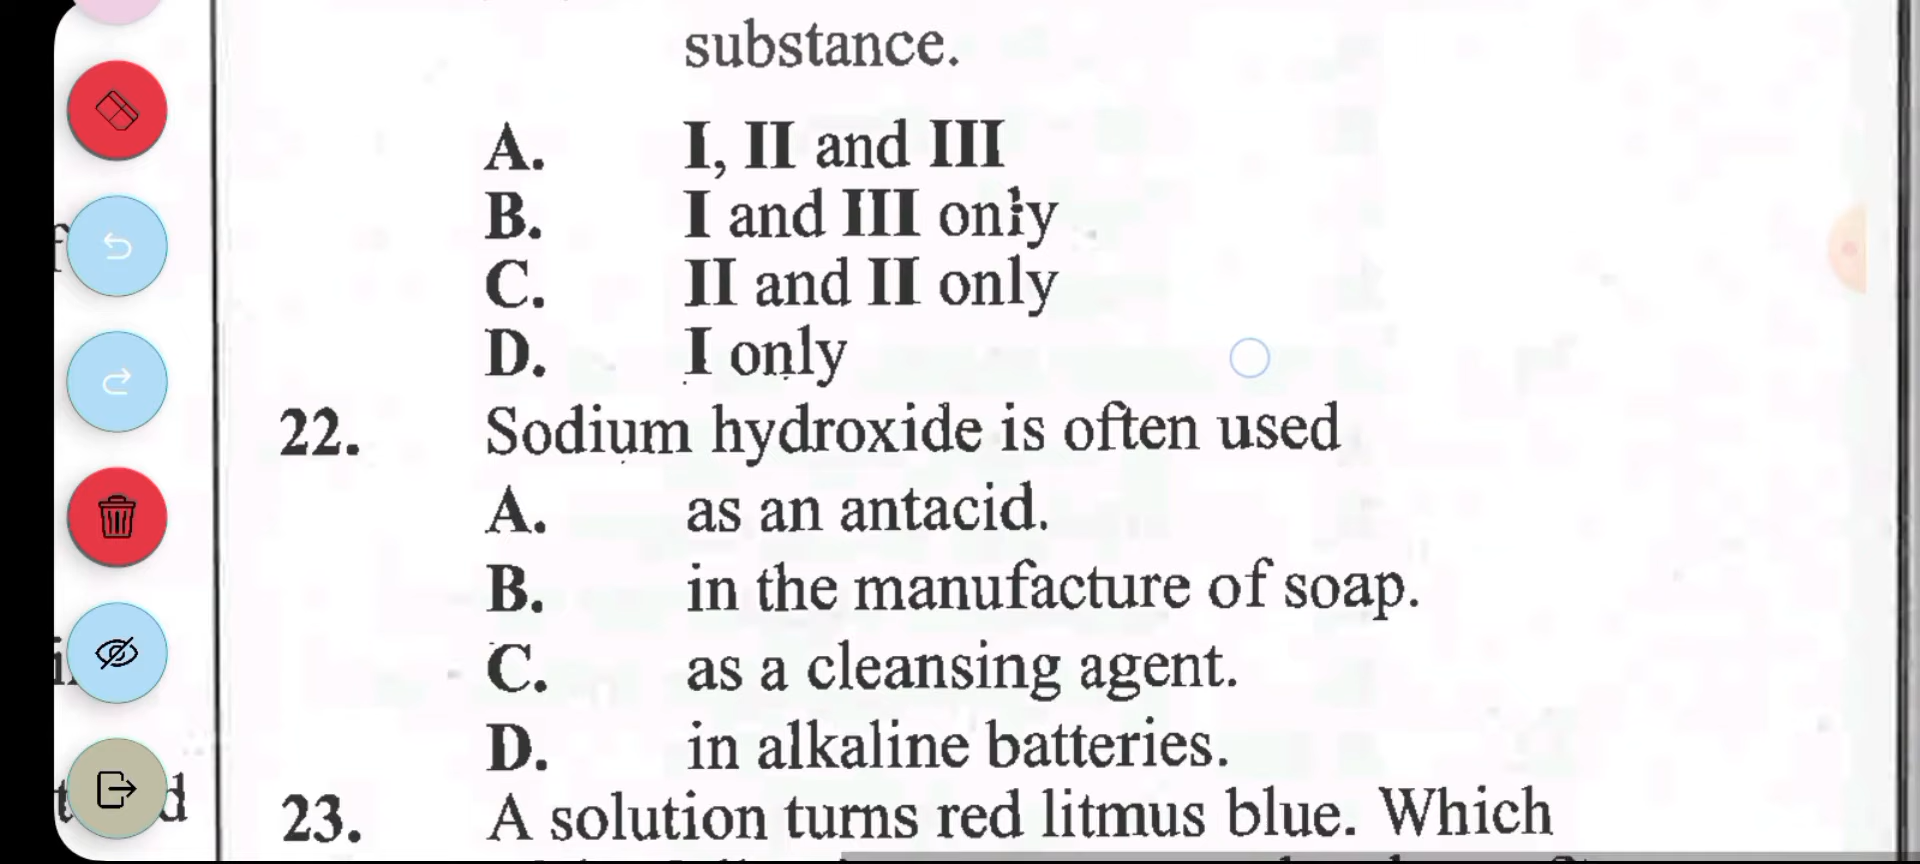 substance.
A. I, II and III
B. I and III only
C. II and II only
D. I only
22. Sodium hydroxide is often used
A. as an antacid.
B. in the manufacture of soap.
C. as a cleansing agent.
D. in alkaline batteries.
23. A solution turns red litmus blue. Which